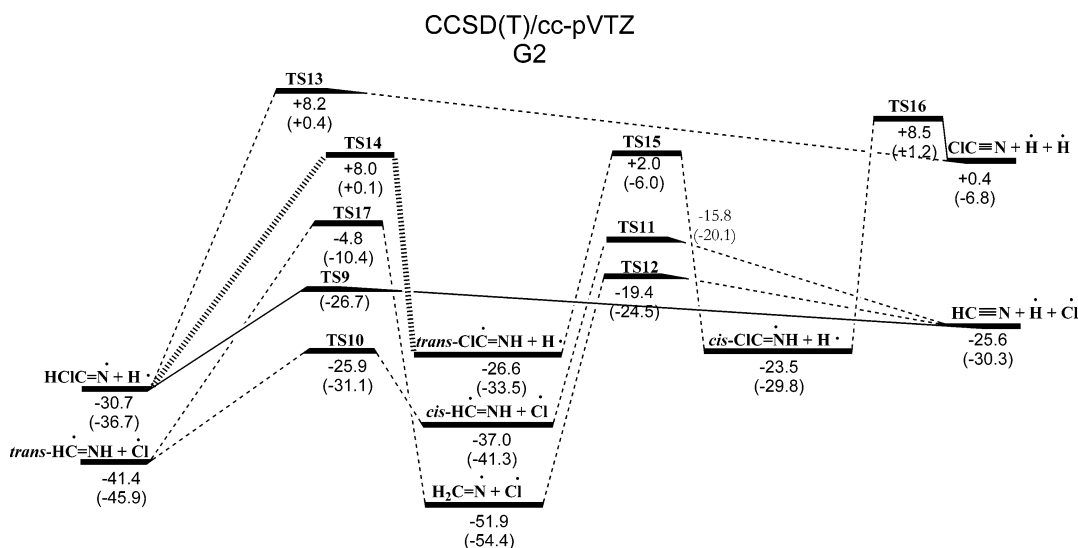 CCSD(T)/cc-pVTZ
G2
TS13
+8.2
(+0.4)
TS16
+8.5
(+1.2)
ClC≡N + Ḣ + Ḣ
+0.4
(-6.8)
TS14
+8.0
(+0.1)
TS15
+2.0
(-6.0)
TS17
-4.8
(-10.4)
TS11
-15.8
(-20.1)
TS12
-19.4
(-24.5)
TS9
(-26.7)
HC≡N + Ḣ + Cl̇
-25.6
(-30.3)
TS10
-25.9
(-31.1)
trans-ClĊ=NH + H·
-26.6
(-33.5)
cis-ClĊ=NH + H·
-23.5
(-29.8)
HClC=Ṅ + H·
-30.7
(-36.7)
cis-HĊ=NH + Cl̇
-37.0
(-41.3)
trans-HĊ=NH + Cl̇
-41.4
(-45.9)
H₂C=Ṅ + Cl̇
-51.9
(-54.4)